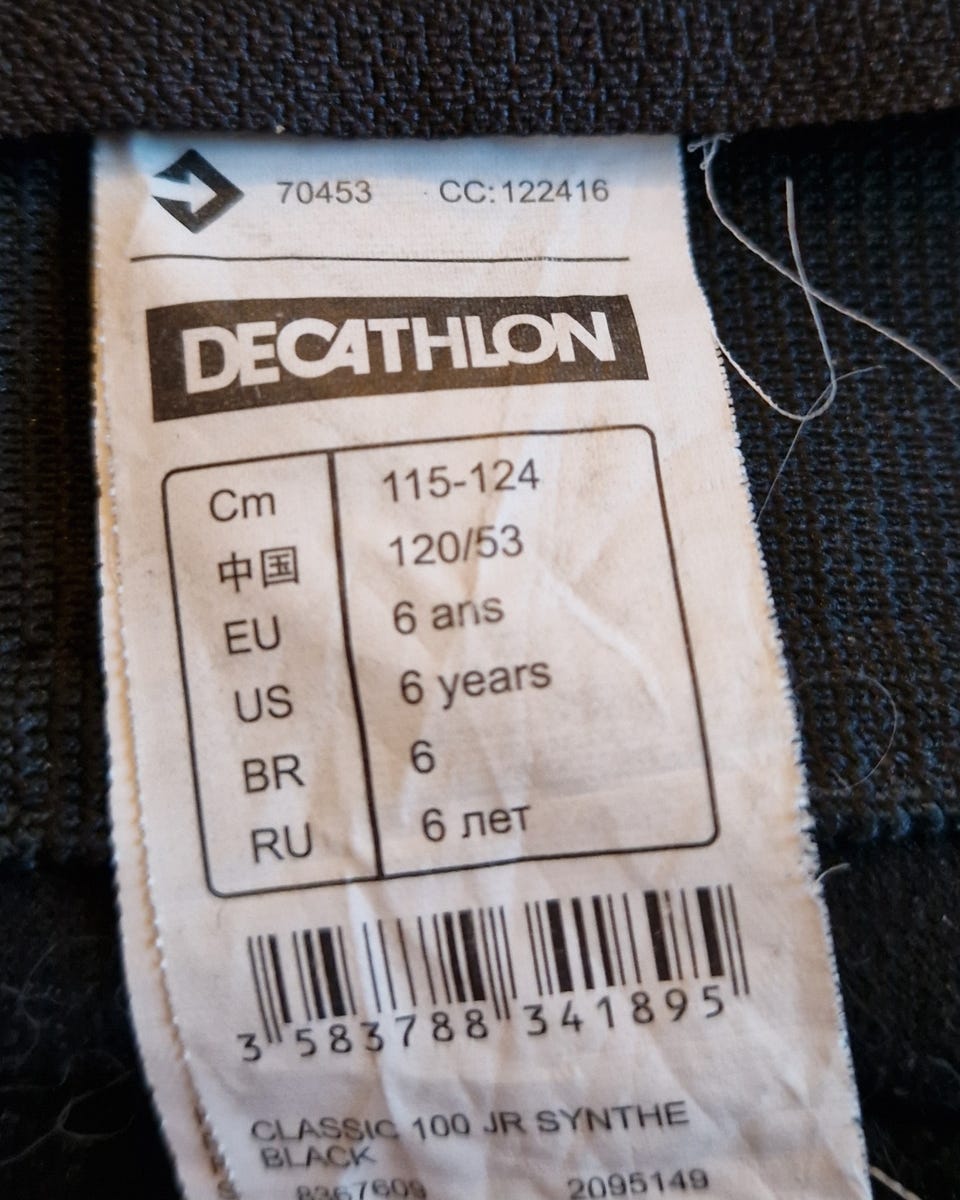 70453 CC:122416
DECATHLON
Cm 115-124
中国 120/53
EU 6 ans
US 6 years
BR 6
RU 6 лет
3 583788 341895
CLASSIC 100 JR SYNTHE
BLACK
8367609 2095149